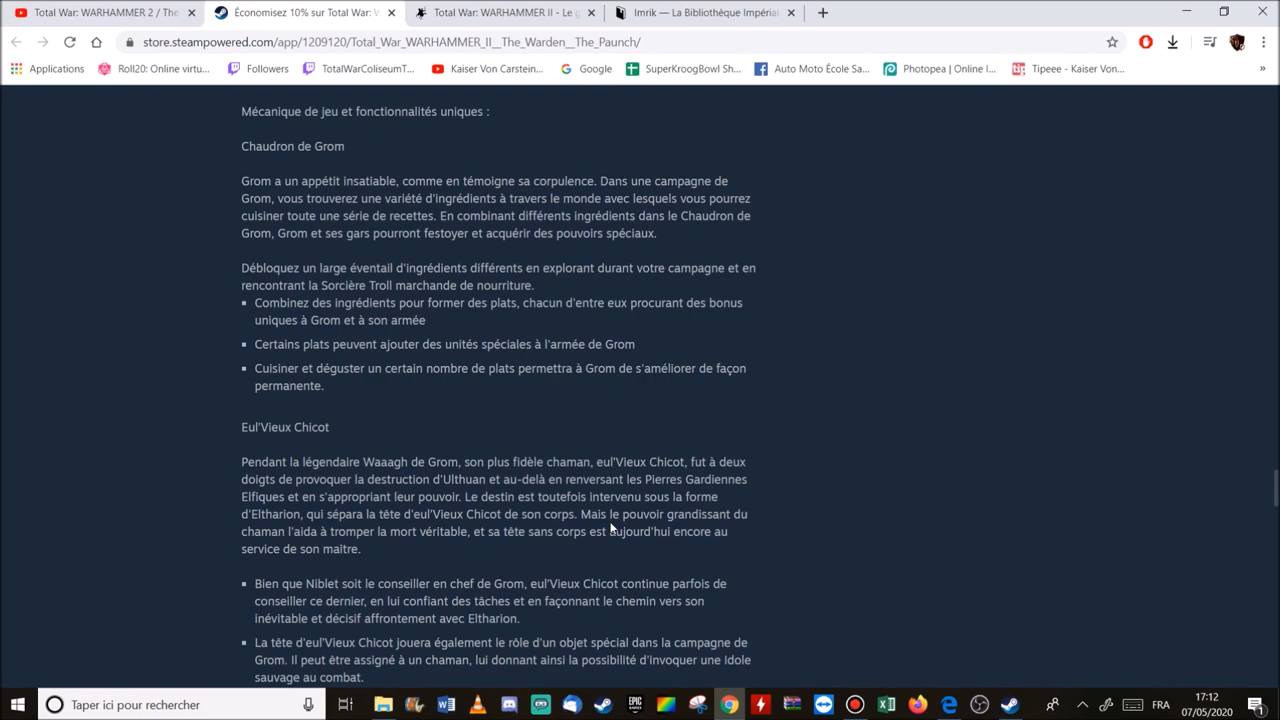 Total War: WARHAMMER 2 / The
Économisez 10% sur Total War: W
Total War: WARHAMMER II - Le g
Imrik — La Bibliothèque Impéria
store.steampowered.com/app/1209120/Total_War_WARHAMMER_II__The_Warden__The_Paunch/
Applications
Roll20: Online virtu...
Followers
TotalWarColiseumT...
Kaiser Von Carstein...
Google
SuperKroogBowl Sh...
Auto Moto École Sa...
Photopea | Online I...
Tipeee - Kaiser Von...
»
Mécanique de jeu et fonctionnalités uniques :
Chaudron de Grom
Grom a un appétit insatiable, comme en témoigne sa corpulence. Dans une campagne de
Grom, vous trouverez une variété d'ingrédients à travers le monde avec lesquels vous pourrez
cuisiner toute une série de recettes. En combinant différents ingrédients dans le Chaudron de
Grom, Grom et ses gars pourront festoyer et acquérir des pouvoirs spéciaux.
Débloquez un large éventail d'ingrédients différents en explorant durant votre campagne et en
rencontrant la Sorcière Troll marchande de nourriture.
Combinez des ingrédients pour former des plats, chacun d'entre eux procurant des bonus
uniques à Grom et à son armée
Certains plats peuvent ajouter des unités spéciales à l'armée de Grom
Cuisiner et déguster un certain nombre de plats permettra à Grom de s'améliorer de façon
permanente.
Eul'Vieux Chicot
Pendant la légendaire Waaagh de Grom, son plus fidèle chaman, eul'Vieux Chicot, fut à deux
doigts de provoquer la destruction d'Ulthuan et au-delà en renversant les Pierres Gardiennes
Elfiques et en s'appropriant leur pouvoir. Le destin est toutefois intervenu sous la forme
d'Eltharion, qui sépara la tête d'eul'Vieux Chicot de son corps. Mais le pouvoir grandissant du
chaman l'aida à tromper la mort véritable, et sa tête sans corps est aujourd'hui encore au
service de son maître.
Bien que Niblet soit le conseiller en chef de Grom, eul'Vieux Chicot continue parfois de
conseiller ce dernier, en lui confiant des tâches et en façonnant le chemin vers son
inévitable et décisif affrontement avec Eltharion.
La tête d'eul'Vieux Chicot jouera également le rôle d'un objet spécial dans la campagne de
Grom. Il peut être assigné à un chaman, lui donnant ainsi la possibilité d'invoquer une Idole
sauvage au combat.
Taper ici pour rechercher
FRA
17:12
07/05/2020